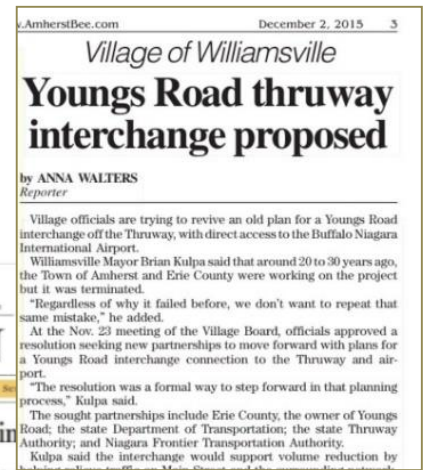 w.AmherstBee.com December 2, 2015 3
Village of Williamsville
Youngs Road thruway
interchange proposed
by ANNA WALTERS
Reporter
Village officials are trying to revive an old plan for a Youngs Road
interchange off the Thruway, with direct access to the Buffalo Niagara
International Airport.
Williamsville Mayor Brian Kulpa said that around 20 to 30 years ago,
the Town of Amherst and Erie County were working on the project
but it was terminated.
“Regardless of why it failed before, we don’t want to repeat that
same mistake,” he added.
At the Nov. 23 meeting of the Village Board, officials approved a
resolution seeking new partnerships to move forward with plans for
a Youngs Road interchange connection to the Thruway and air-
port.
“The resolution was a formal way to step forward in that planning
process,” Kulpa said.
The sought partnerships include Erie County, the owner of Youngs
Road; the state Department of Transportation; the state Thruway
Authority; and Niagara Frontier Transportation Authority.
Kulpa said the interchange would support volume reduction by